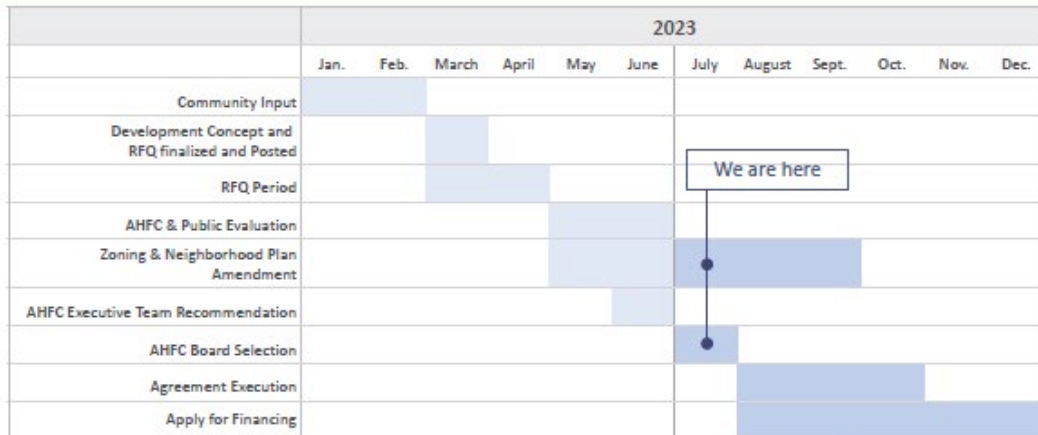 2023
Jan. Feb. March April May June July August Sept. Oct. Nov. Dec.
Community Input
Development Concept and
RFQ finalized and Posted
We are here
RFQ Period
AHFC & Public Evaluation
Zoning & Neighborhood Plan
Amendment
AHFC Executive Team Recommendation
AHFC Board Selection
Agreement Execution
Apply for Financing